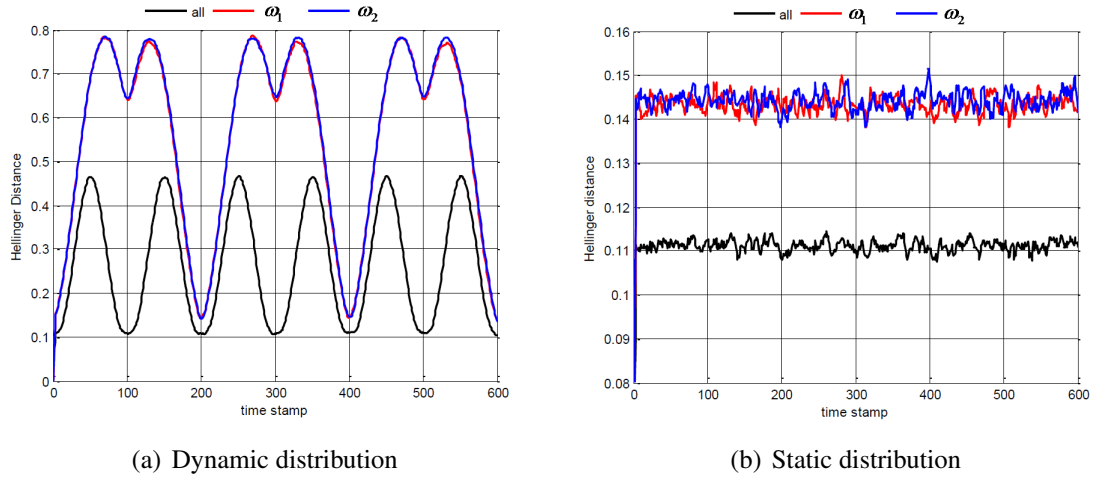 all ω1 ω2
0.8
0.7
0.6
0.5
0.4
0.3
0.2
0.1
0
Hellinger Distance
0 100 200 300 400 500 600
time stamp
(a) Dynamic distribution
all ω1 ω2
0.16
0.15
0.14
0.13
0.12
0.11
0.1
0.09
0.08
Hellinger distance
0 100 200 300 400 500 600
time stamp
(b) Static distribution